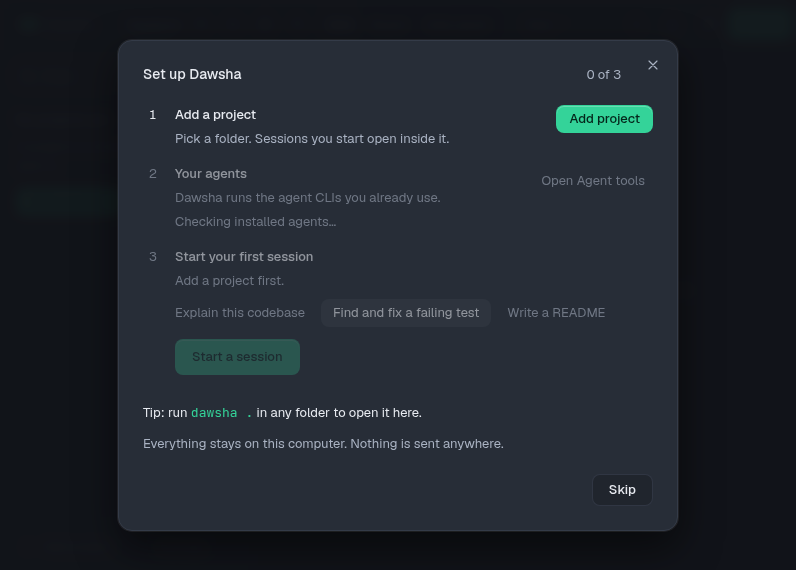 Set up Dawsha
0 of 3
1 Add a project
Add project
Pick a folder. Sessions you start open inside it.
2 Your agents
Open Agent tools
Dawsha runs the agent CLIs you already use.
Checking installed agents…
3 Start your first session
Add a project first.
Explain this codebase Find and fix a failing test Write a README
Start a session
Tip: run dawsha . in any folder to open it here.
Everything stays on this computer. Nothing is sent anywhere.
Skip